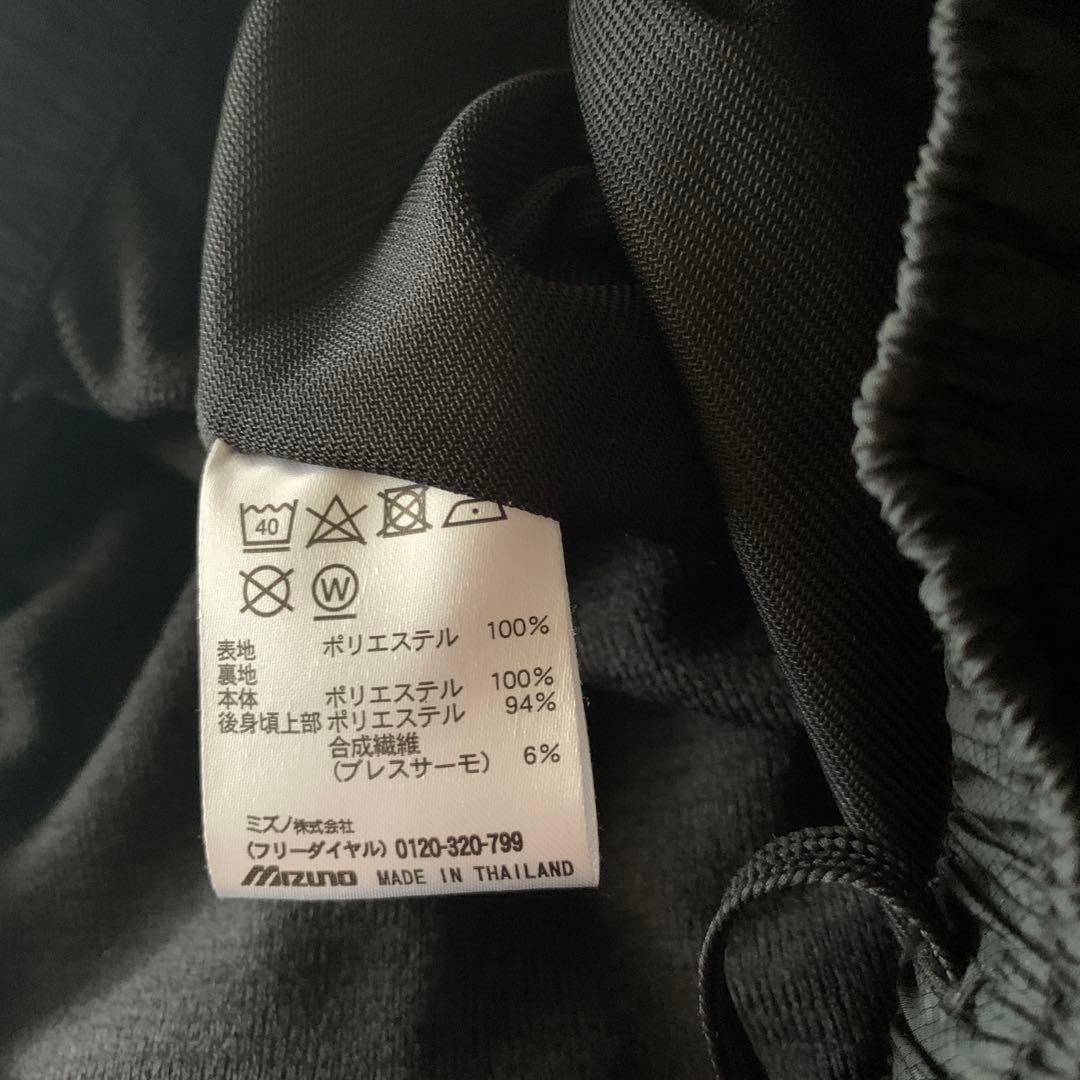 40
W
表地 ポリエステル 100%
裏地
本体 ポリエステル 100%
後身頃上部 ポリエステル 94%
合成繊維
(ブレスサーモ) 6%
ミズノ株式会社
(フリーダイヤル) 0120-320-799
MIZUNO MADE IN THAILAND